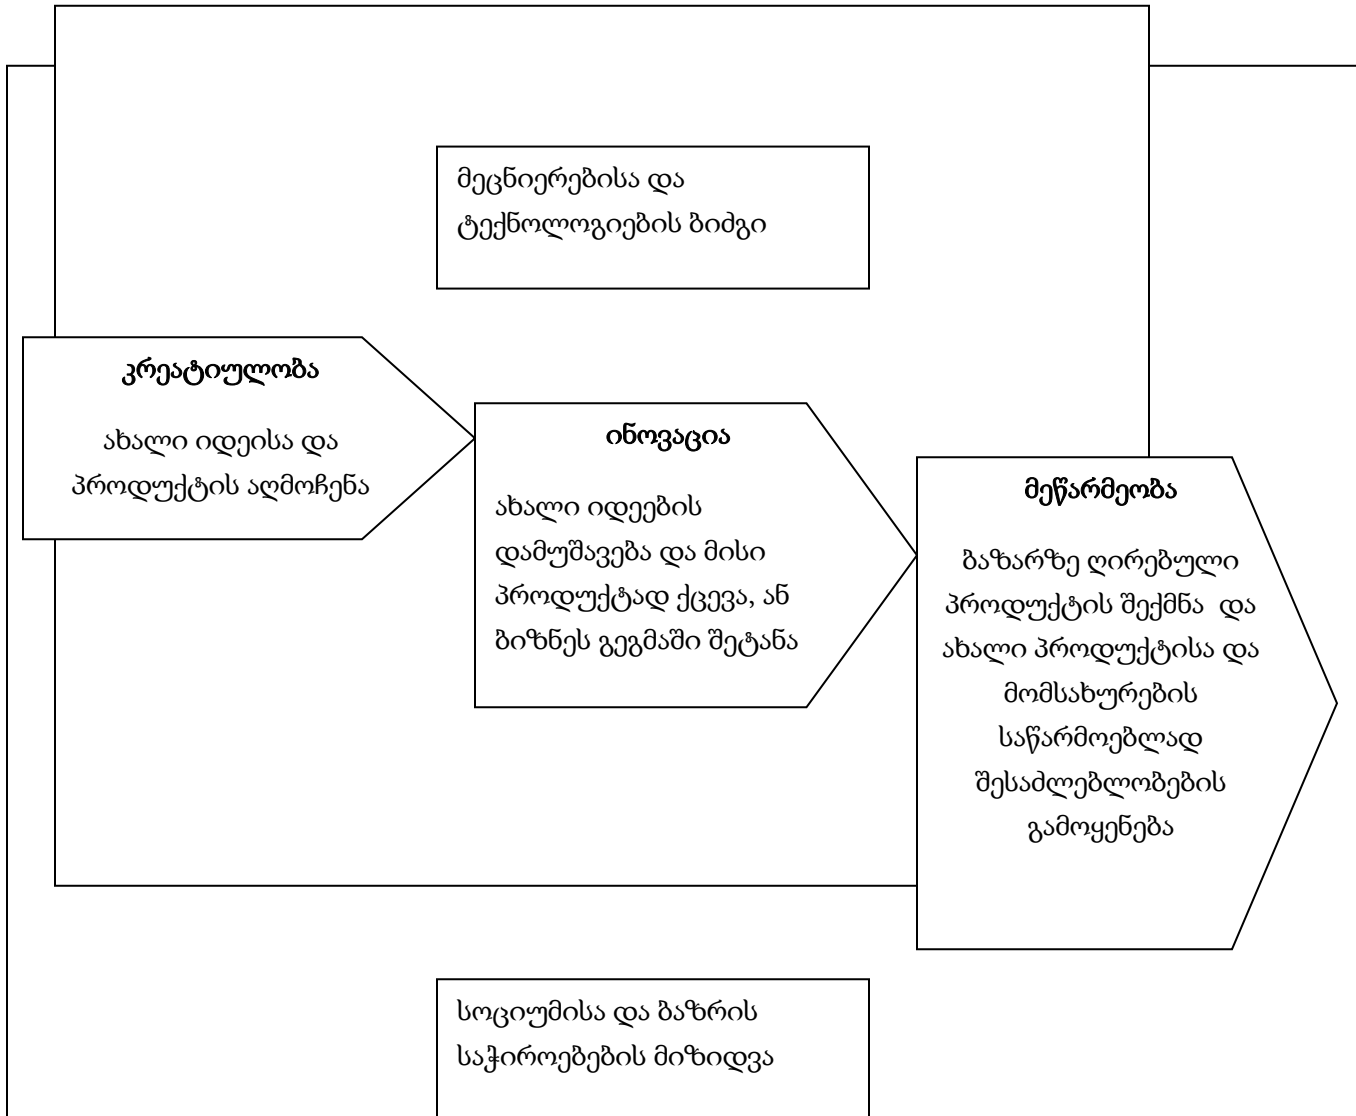 მეცნიერებისა და
ტექნოლოგიების ბიძგი
კრეატიულობა
ახალი იდეისა და
პროდუქტის აღმოჩენა
ინოვაცია
ახალი იდეების
დამუშავება და მისი
პროდუქტად ქცევა, ან
ბიზნეს გეგმაში შეტანა
მეწარმეობა
ბაზარზე ღირებული
პროდუქტის შექმნა და
ახალი პროდუქტისა და
მომსახურების
საწარმოებლად
შესაძლებლობების
გამოყენება
სოციუმისა და ბაზრის
საჭიროებების მიზიდვა